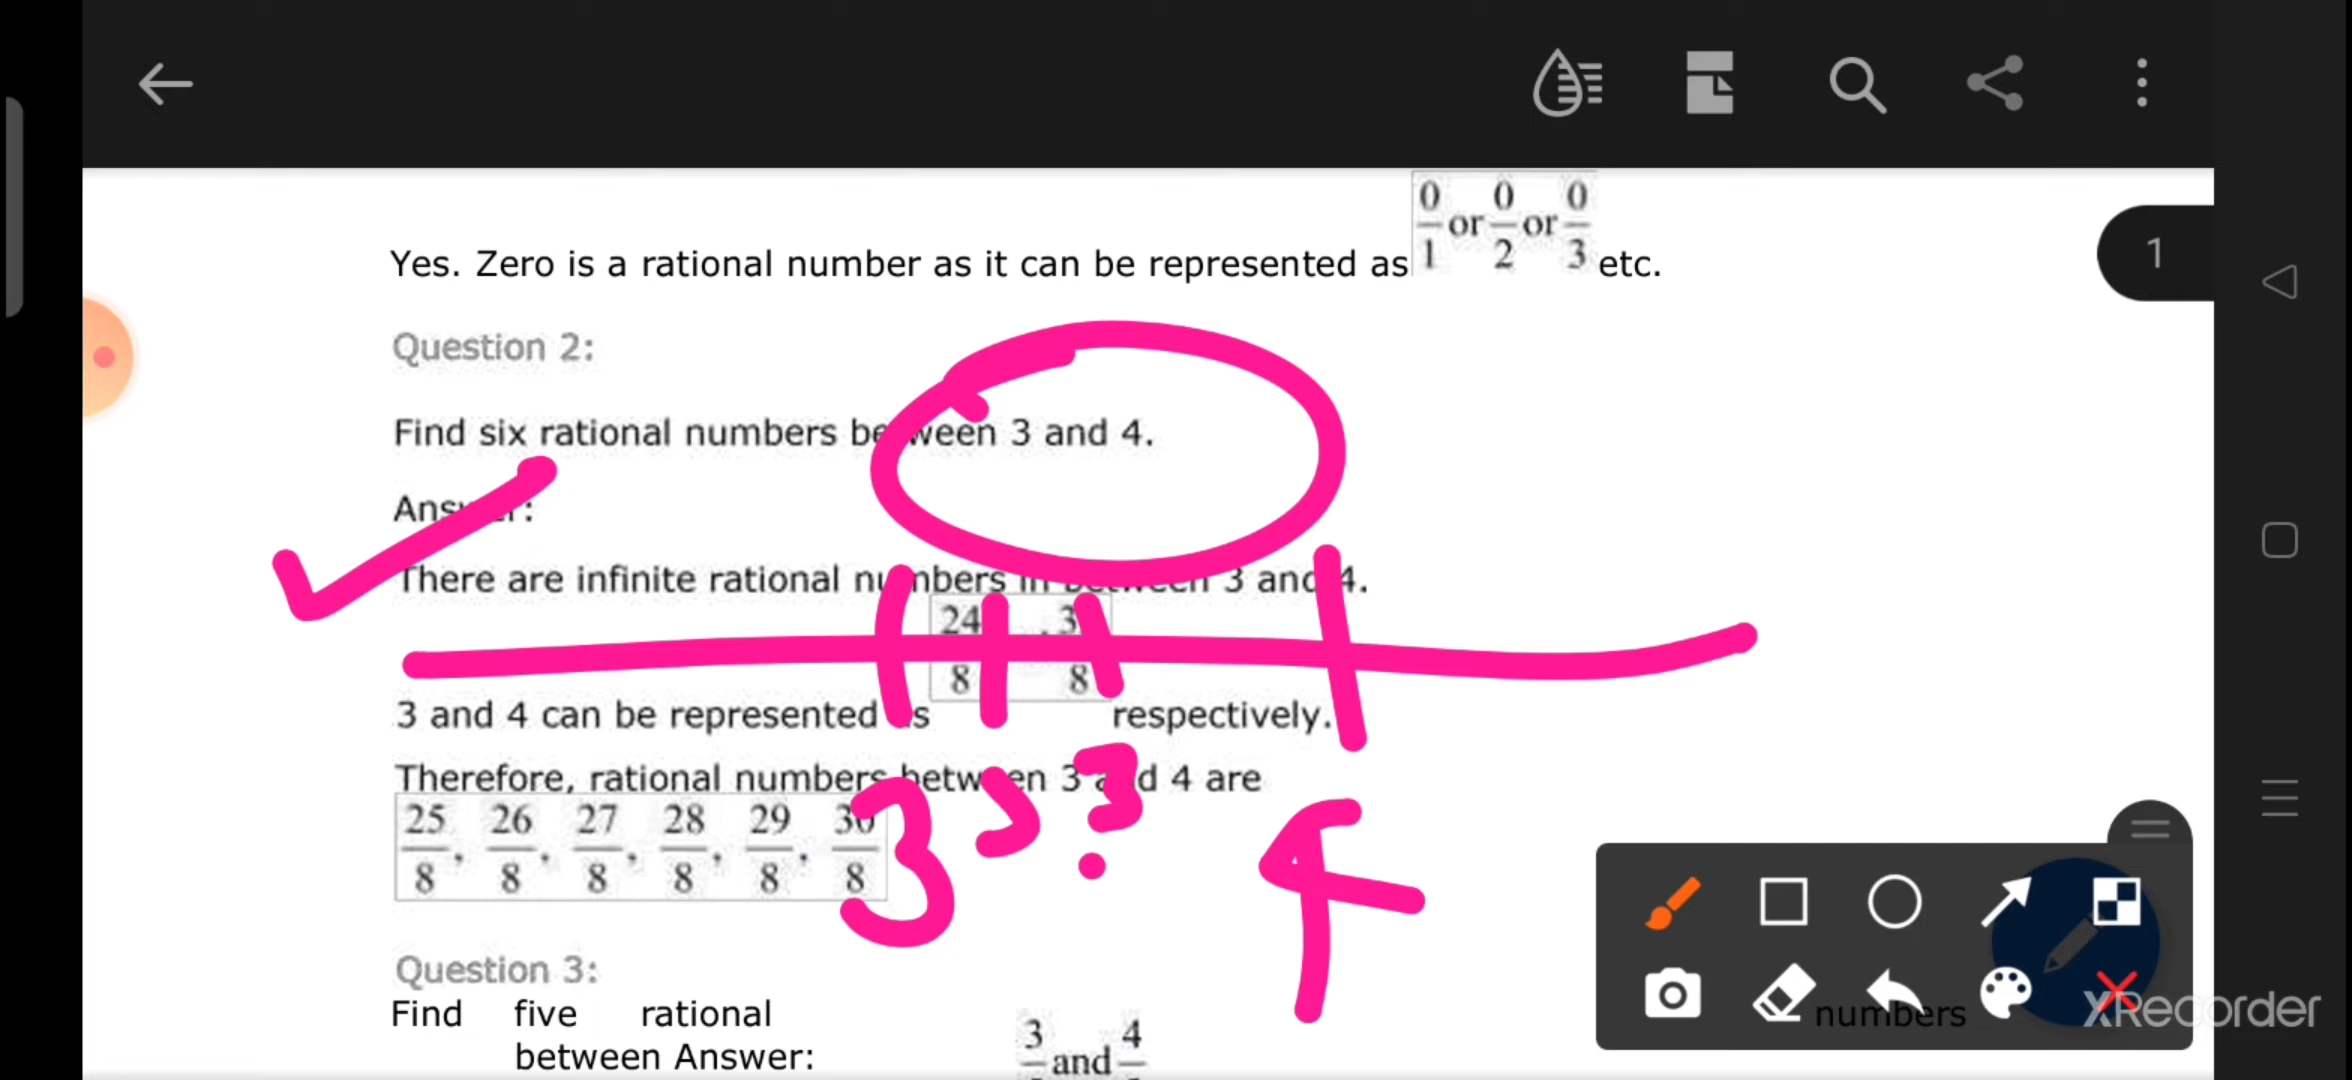 1
0/1 or 0/2 or 0/3
Yes. Zero is a rational number as it can be represented as etc.
Question 2:
Find six rational numbers between 3 and 4.
Answer:
There are infinite rational numbers in between 3 and 4.
24/8 3 /8
3 and 4 can be represented as respectively.
Therefore, rational numbers between 3 and 4 are
25/8, 26/8, 27/8, 28/8, 29/8, 30/8
3 ? 4
Question 3:
Find five rational numbers
between Answer: 3 and 4
XRecorder